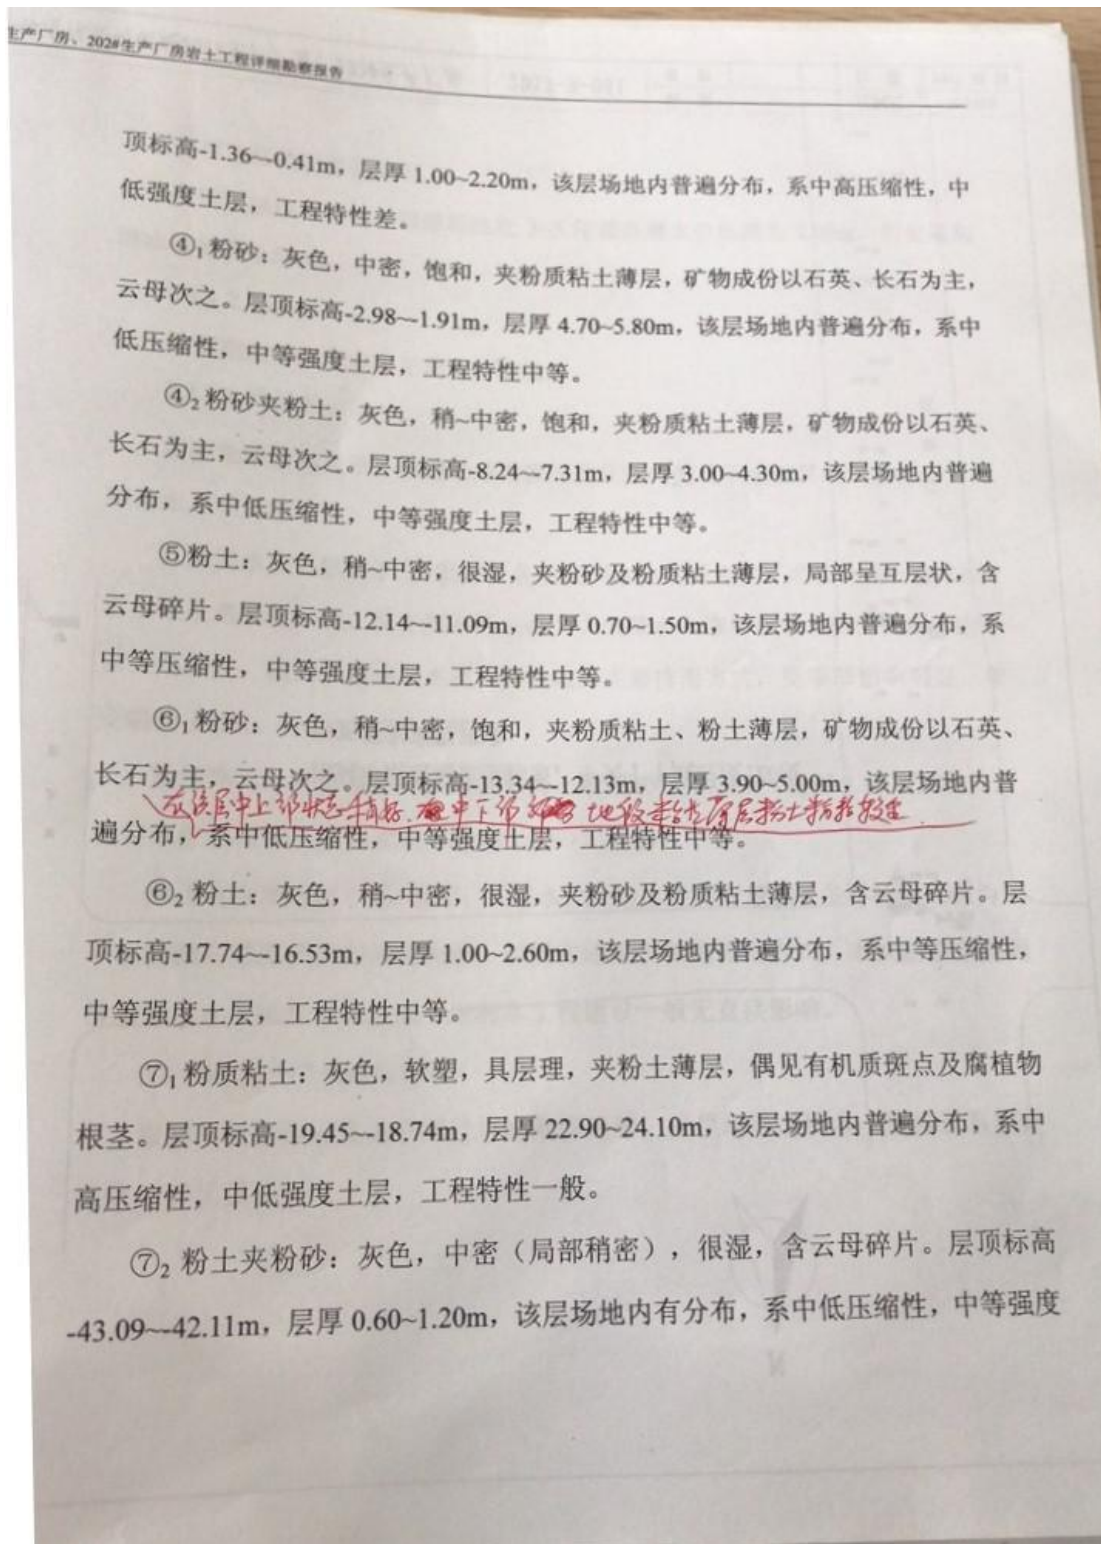 生产厂房、202#生产厂房岩土工程详细勘察报告
顶标高-1.36~-0.41m，层厚 1.00~2.20m，该层场地内普遍分布，系中高压缩性，中
低强度土层，工程特性差。
④₁粉砂：灰色，中密，饱和，夹粉质粘土薄层，矿物成份以石英、长石为主，
云母次之。层顶标高-2.98~-1.91m，层厚 4.70~5.80m，该层场地内普遍分布，系中
低压缩性，中等强度土层，工程特性中等。
④₂粉砂夹粉土：灰色，稍~中密，饱和，夹粉质粘土薄层，矿物成份以石英、
长石为主，云母次之。层顶标高-8.24~-7.31m，层厚 3.00~4.30m，该层场地内普遍
分布，系中低压缩性，中等强度土层，工程特性中等。
⑤粉土：灰色，稍~中密，很湿，夹粉砂及粉质粘土薄层，局部呈互层状，含
云母碎片。层顶标高-12.14~-11.09m，层厚 0.70~1.50m，该层场地内普遍分布，系
中等压缩性，中等强度土层，工程特性中等。
⑥₁粉砂：灰色，稍~中密，饱和，夹粉质粘土、粉土薄层，矿物成份以石英、
长石为主，云母次之。层顶标高-13.34~-12.13m，层厚 3.90~5.00m，该层场地内普
在该层中上部状态稍好，中下部 地段
遍分布，系中低压缩性，中等强度土层，工程特性中等。
⑥₂ 粉土：灰色，稍~中密，很湿，夹粉砂及粉质粘土薄层，含云母碎片。层
顶标高-17.74~-16.53m，层厚 1.00~2.60m，该层场地内普遍分布，系中等压缩性，
中等强度土层，工程特性中等。
⑦₁粉质粘土：灰色，软塑，具层理，夹粉土薄层，偶见有机质斑点及腐植物
根茎。层顶标高-19.45~-18.74m，层厚 22.90~24.10m，该层场地内普遍分布，系中
高压缩性，中低强度土层，工程特性一般。
⑦₂ 粉土夹粉砂：灰色，中密（局部稍密），很湿，含云母碎片。层顶标高
-43.09~-42.11m，层厚 0.60~1.20m，该层场地内有分布，系中低压缩性，中等强度